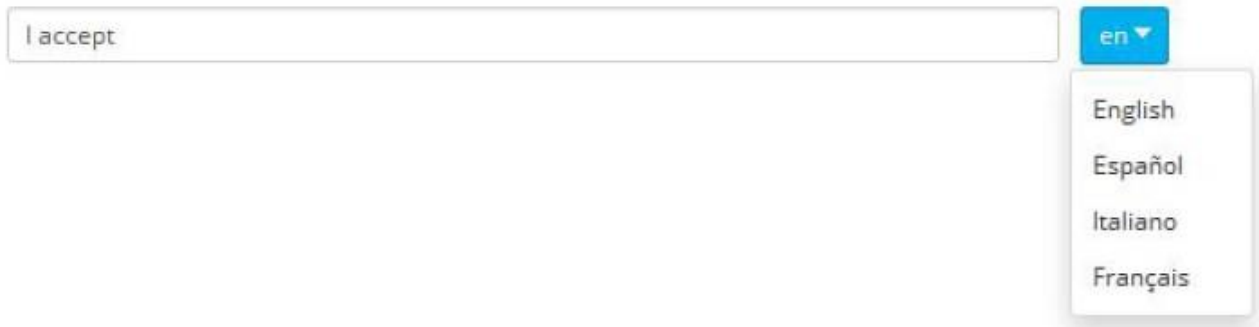 I accept
en
English
Español
Italiano
Français